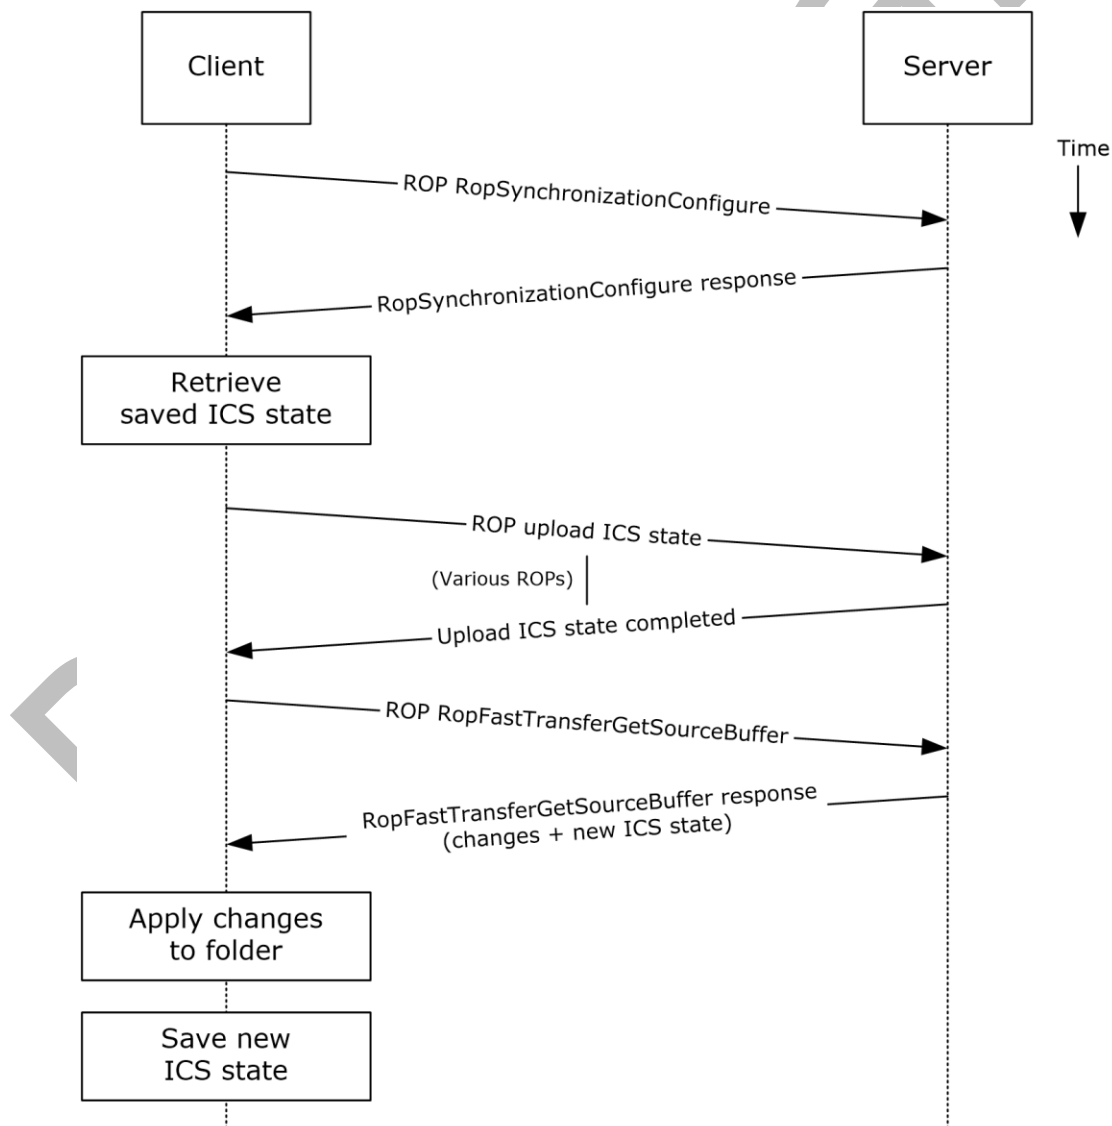 Client
Server
Time
ROP RopSynchronizationConfigure
RopSynchronizationConfigure response
Retrieve
saved ICS state
ROP upload ICS state
(Various ROPs)
Upload ICS state completed
ROP RopFastTransferGetSourceBuffer
RopFastTransferGetSourceBuffer response
(changes + new ICS state)
Apply changes
to folder
Save new
ICS state